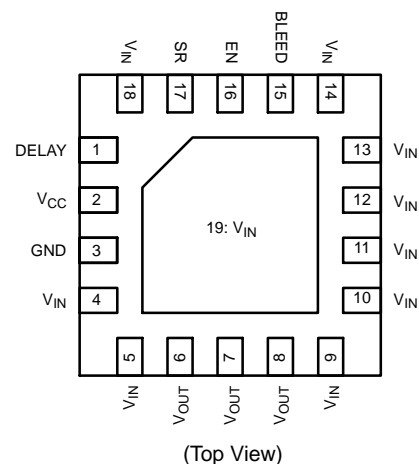 V_IN
SR
EN
BLEED
V_IN
18
17
16
15
14
DELAY
1
13
V_IN
V_CC
2
12
V_IN
19: V_IN
GND
3
11
V_IN
V_IN
4
10
V_IN
5
6
7
8
9
V_IN
V_OUT
V_OUT
V_OUT
V_IN
(Top View)